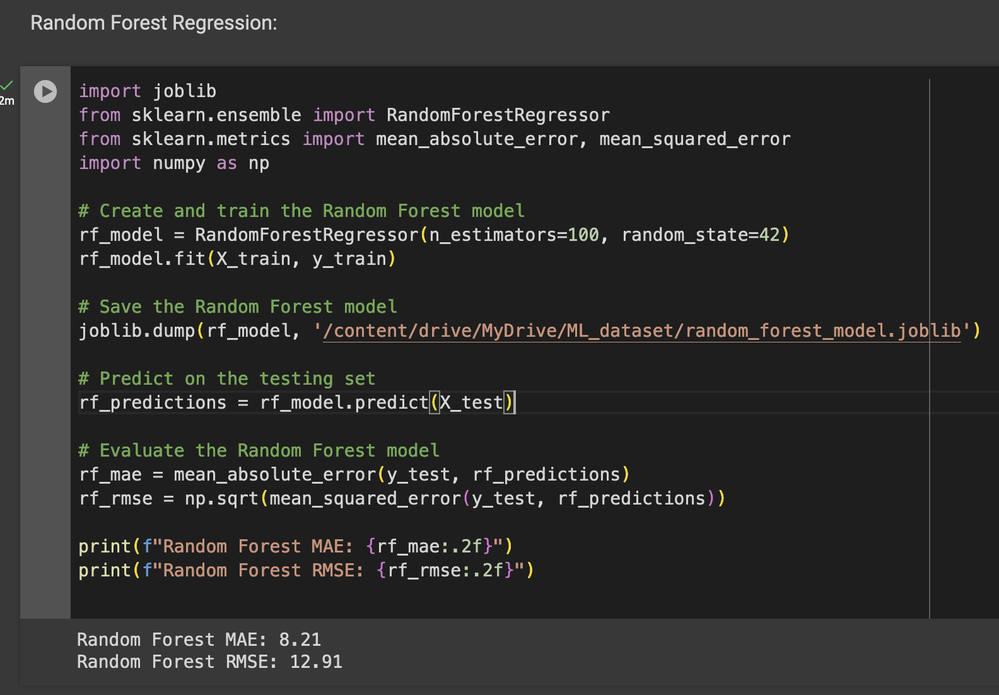 Random Forest Regression:
2m
import joblib
from sklearn.ensemble import RandomForestRegressor
from sklearn.metrics import mean_absolute_error, mean_squared_error
import numpy as np
# Create and train the Random Forest model
rf_model = RandomForestRegressor(n_estimators=100, random_state=42)
rf_model.fit(X_train, y_train)
# Save the Random Forest model
joblib.dump(rf_model, '/content/drive/MyDrive/ML_dataset/random_forest_model.joblib')
# Predict on the testing set
rf_predictions = rf_model.predict(X_test)
# Evaluate the Random Forest model
rf_mae = mean_absolute_error(y_test, rf_predictions)
rf_rmse = np.sqrt(mean_squared_error(y_test, rf_predictions))
print(f"Random Forest MAE: {rf_mae:.2f}")
print(f"Random Forest RMSE: {rf_rmse:.2f}")
Random Forest MAE: 8.21
Random Forest RMSE: 12.91